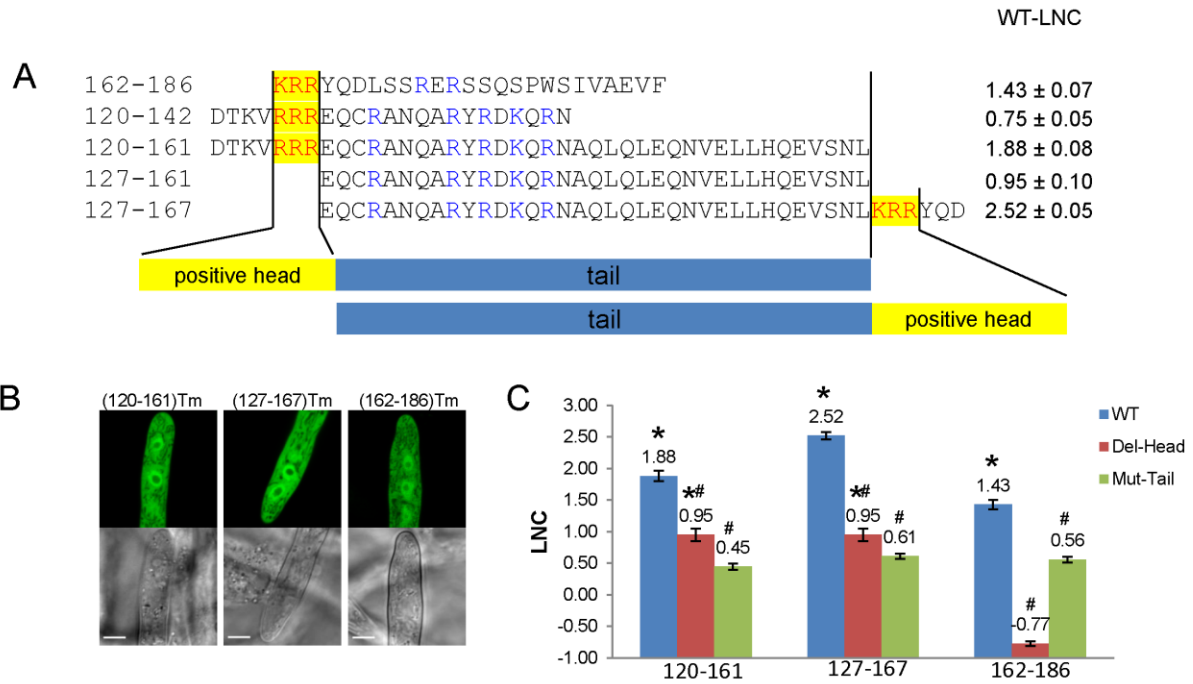 WT-LNC
A
162-186 KRRYQDLSSRERSSQSPWSIVAEVF 1.43 ± 0.07
120-142 DTKVRRREQCRANQARYRDKQRN 0.75 ± 0.05
120-161 DTKVRRREQCRANQARYRDKQRNAQLQLEQNVELLHQEVSNL 1.88 ± 0.08
127-161 EQCRANQARYRDKQRNAQLQLEQNVELLHQEVSNL 0.95 ± 0.10
127-167 EQCRANQARYRDKQRNAQLQLEQNVELLHQEVSNLKRRYQD 2.52 ± 0.05
positive head tail
tail positive head
B
(120-161)Tm (127-167)Tm (162-186)Tm
C
LNC
3.00
2.50
2.00
1.50
1.00
0.50
0.00
-0.50
-1.00
*
1.88
*#
0.95
#
0.45
*
2.52
*#
0.95
#
0.61
*
1.43
#
-0.77
#
0.56
120-161 127-167 162-186
WT
Del-Head
Mut-Tail